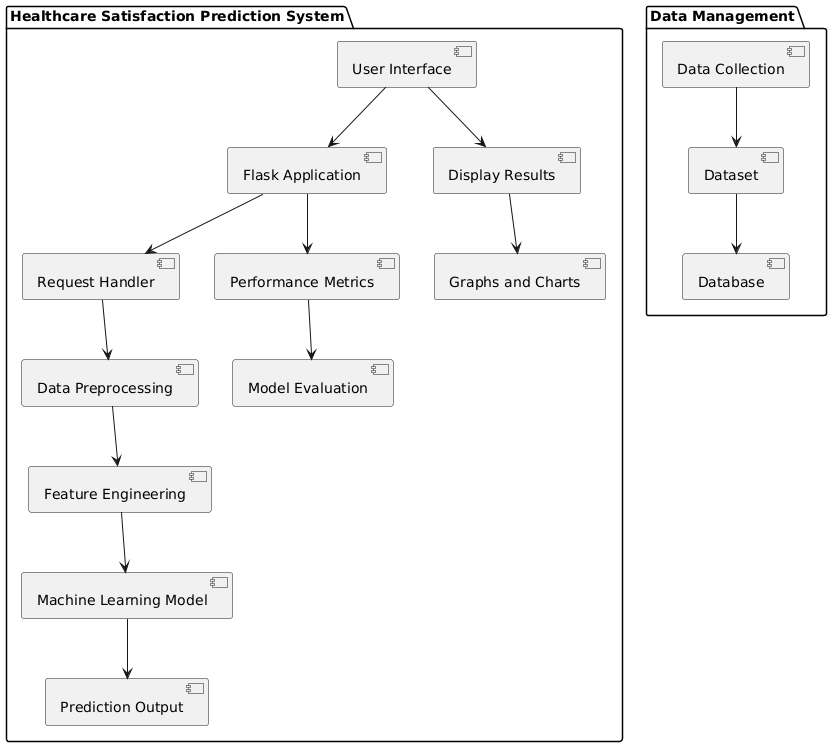 Healthcare Satisfaction Prediction System
Data Management
User Interface
Data Collection
Flask Application
Display Results
Dataset
Request Handler
Performance Metrics
Graphs and Charts
Database
Data Preprocessing
Model Evaluation
Feature Engineering
Machine Learning Model
Prediction Output